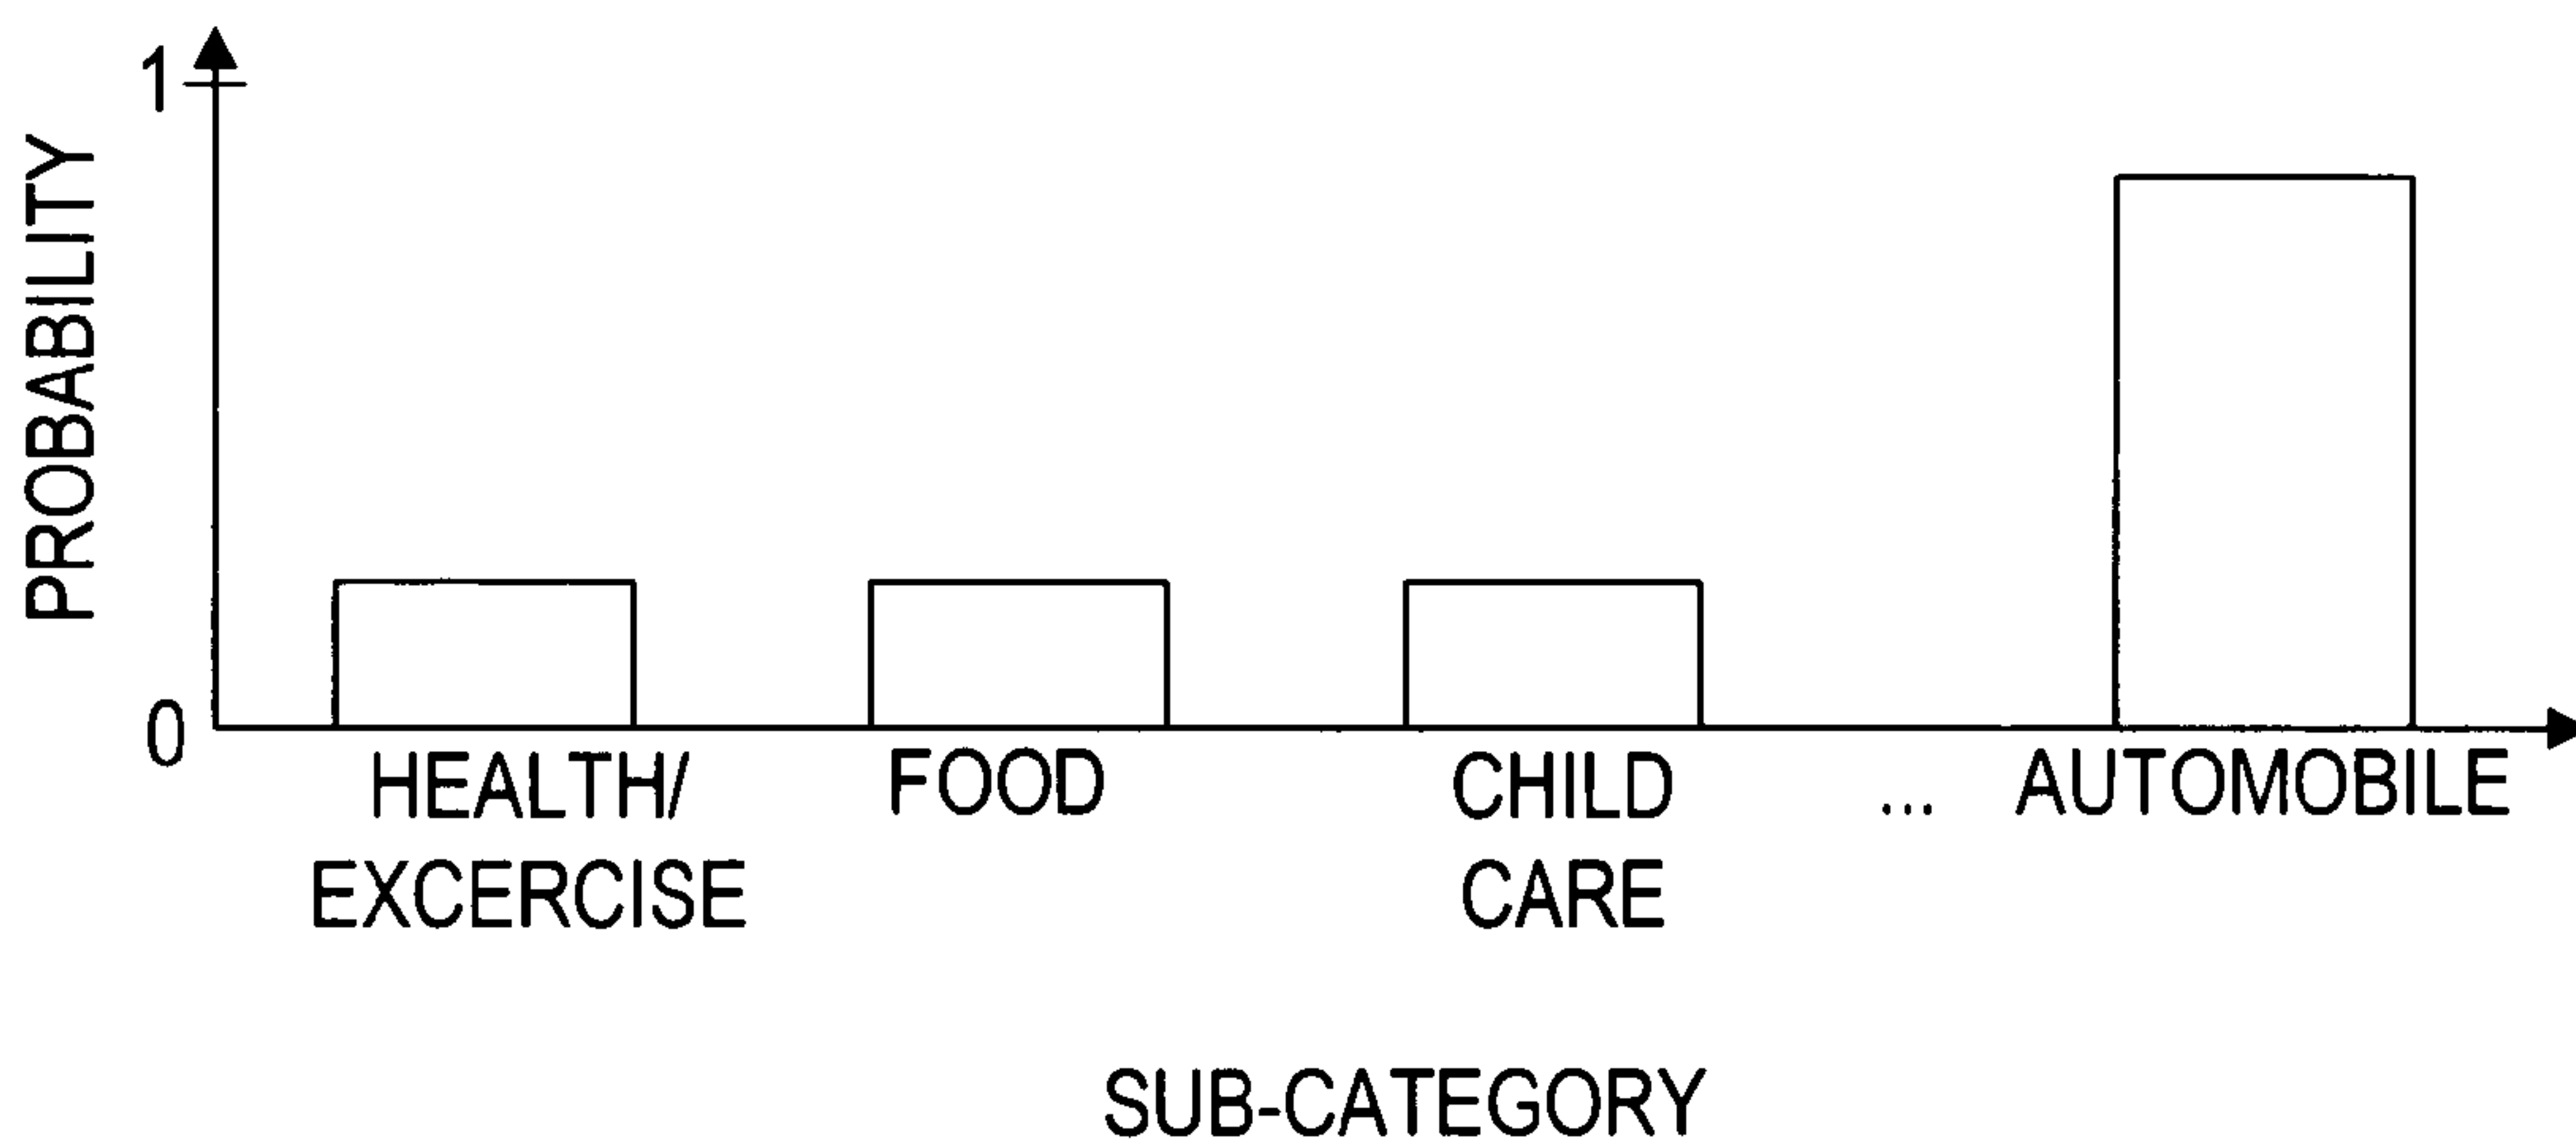 1
PROBABILITY
0
HEALTH/
EXCERCISE
FOOD
CHILD
CARE
...
AUTOMOBILE
SUB-CATEGORY